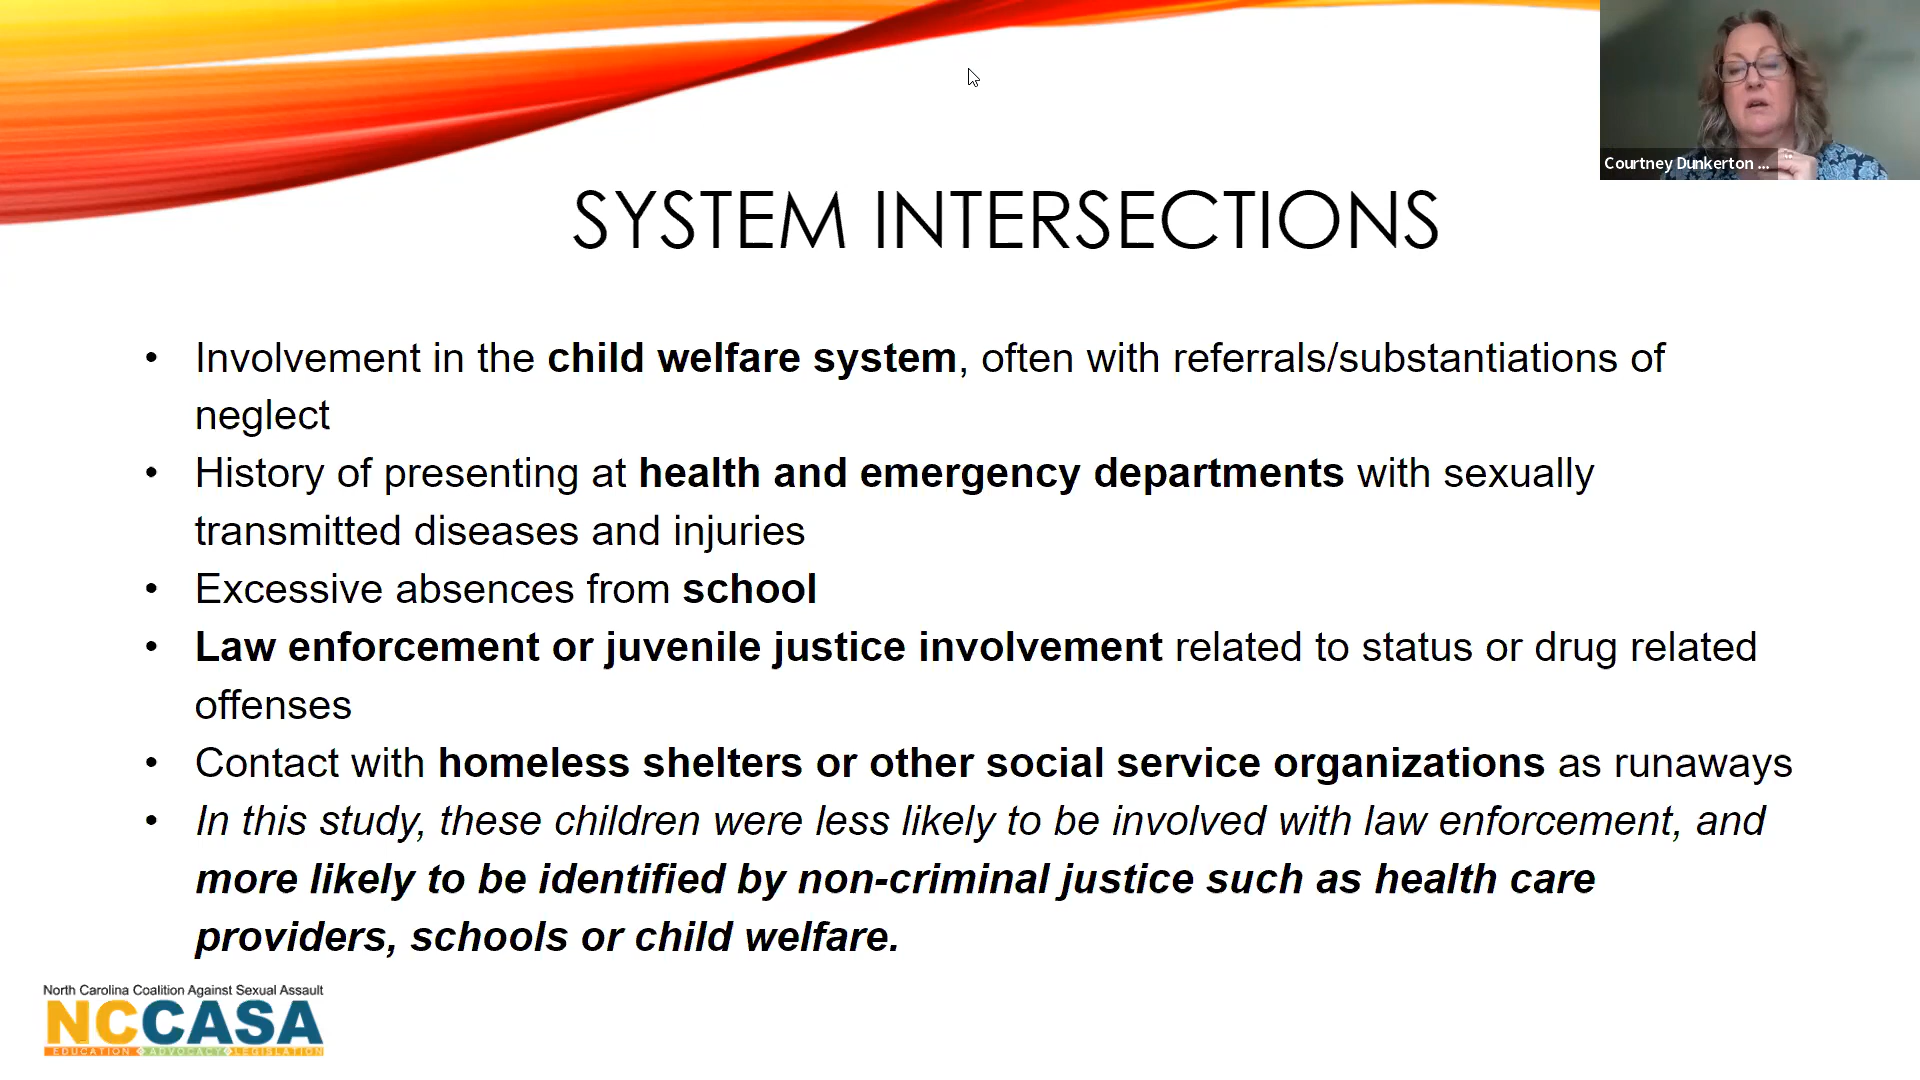 Courtney Dunkerton ...
SYSTEM INTERSECTIONS
• Involvement in the child welfare system, often with referrals/substantiations of
neglect
• History of presenting at health and emergency departments with sexually
transmitted diseases and injuries
• Excessive absences from school
• Law enforcement or juvenile justice involvement related to status or drug related
offenses
• Contact with homeless shelters or other social service organizations as runaways
• In this study, these children were less likely to be involved with law enforcement, and
more likely to be identified by non-criminal justice such as health care
providers, schools or child welfare.
North Carolina Coalition Against Sexual Assault
NCCASA
EDUCATION ADVOCACY LEGISLATION